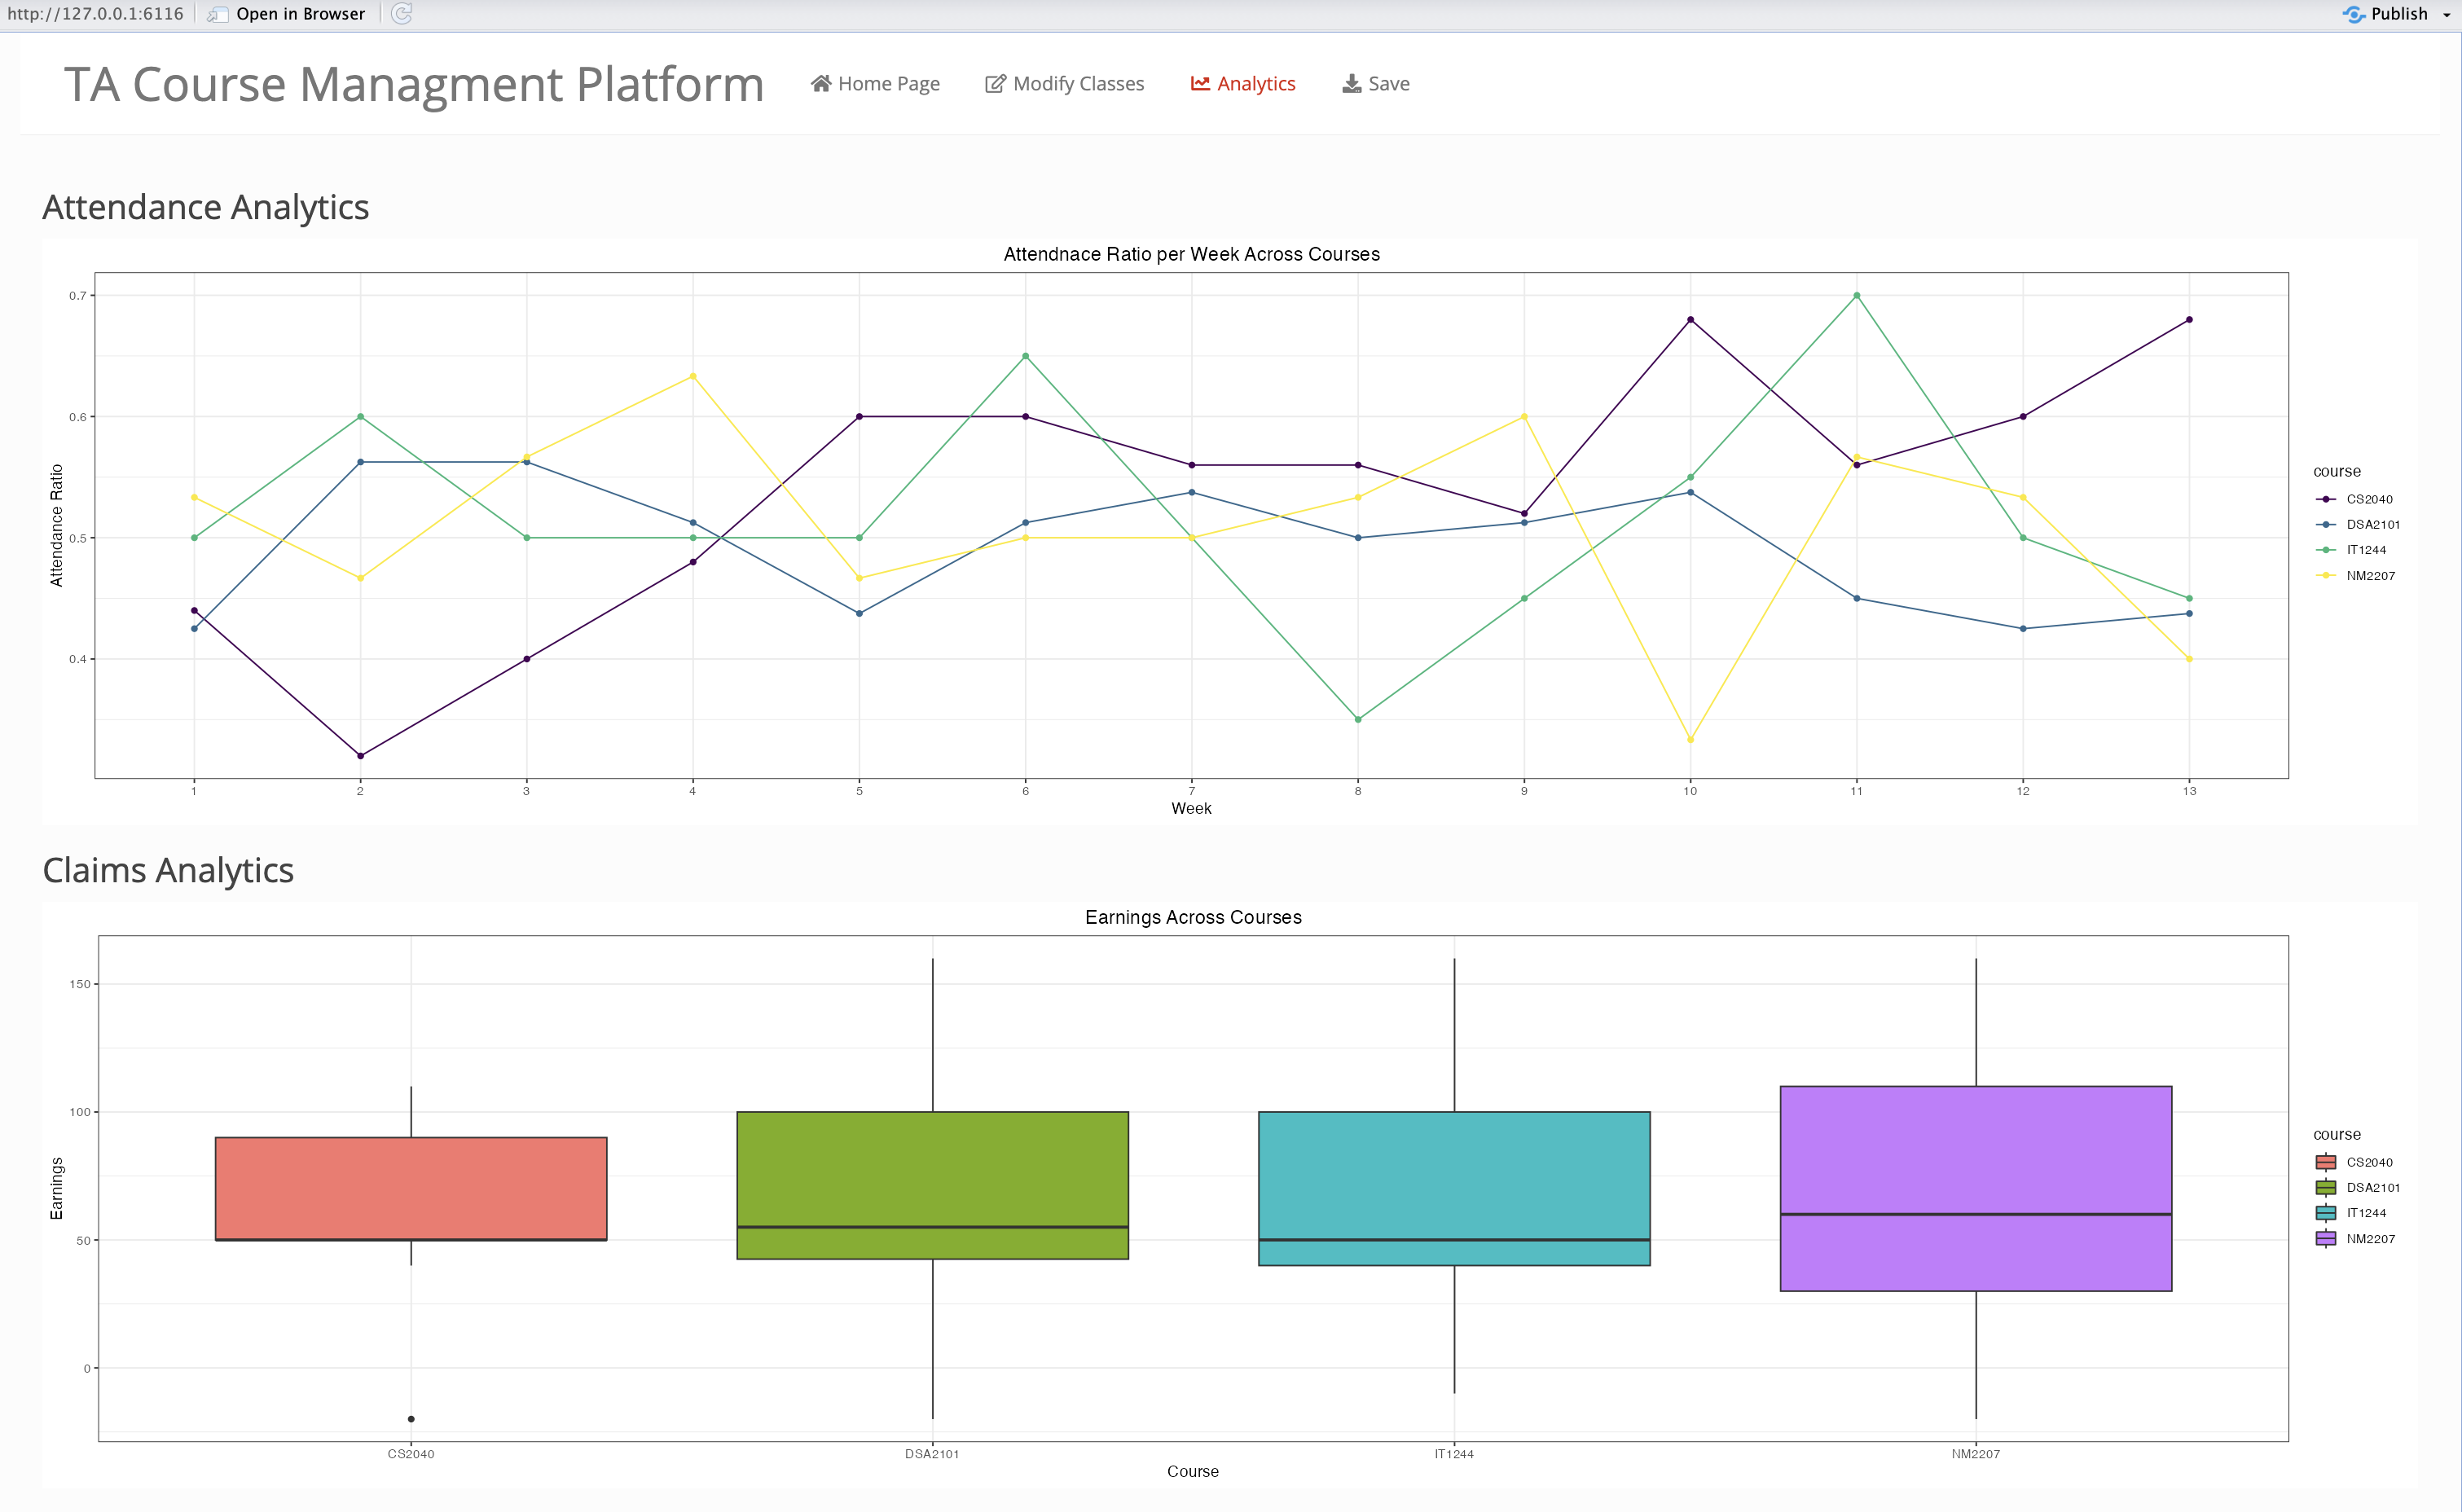 http://127.0.0.1:6116 Open in Browser Publish
TA Course Managment Platform Home Page Modify Classes Analytics Save
Attendance Analytics
Attendnace Ratio per Week Across Courses
0.7
0.6
0.5
0.4
Attendance Ratio
1 2 3 4 5 6 7 8 9 10 11 12 13
Week
course
CS2040
DSA2101
IT1244
NM2207
Claims Analytics
Earnings Across Courses
150
100
50
0
Earnings
CS2040 DSA2101 IT1244 NM2207
Course
course
CS2040
DSA2101
IT1244
NM2207